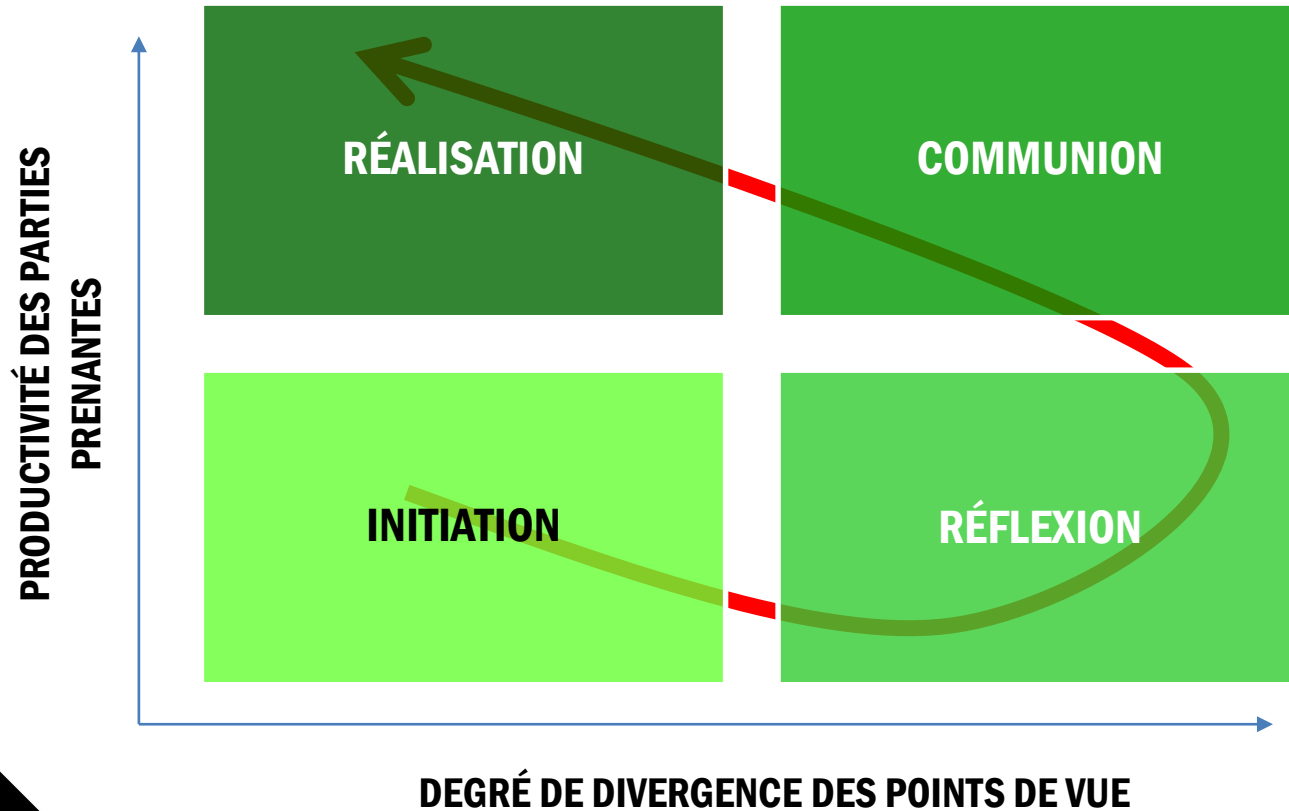 PRODUCTIVITÉ DES PARTIES
PRENANTES
RÉALISATION
COMMUNION
INITIATION
RÉFLEXION
DEGRÉ DE DIVERGENCE DES POINTS DE VUE